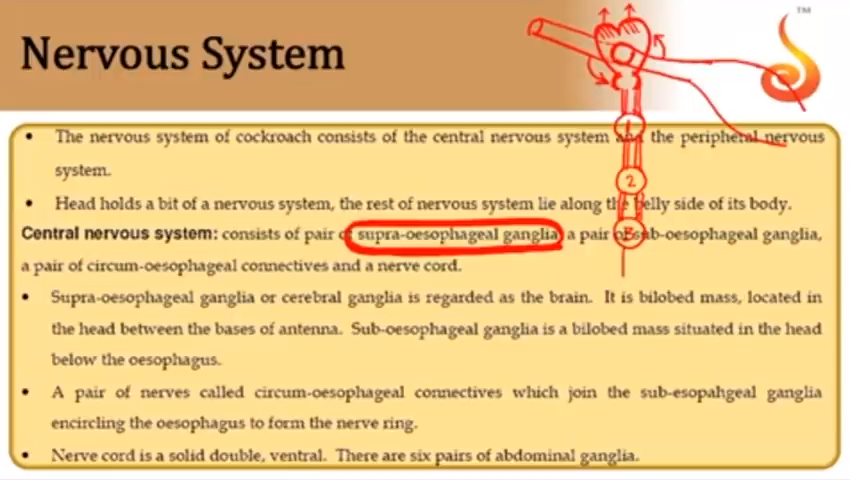 TM
Nervous System
• The nervous system of cockroach consists of the central nervous system and the peripheral nervous
system.
• Head holds a bit of a nervous system, the rest of nervous system lie along the belly side of its body.
Central nervous system: consists of pair of supra-oesophageal ganglia, a pair of sub-oesophageal ganglia,
a pair of circum-oesophageal connectives and a nerve cord.
• Supra-oesophageal ganglia or cerebral ganglia is regarded as the brain. It is bilobed mass, located in
the head between the bases of antenna. Sub-oesophageal ganglia is a bilobed mass situated in the head
below the oesophagus.
• A pair of nerves called circum-oesophageal connectives which join the sub-esopahgeal ganglia
encircling the oesophagus to form the nerve ring.
• Nerve cord is a solid double, ventral. There are six pairs of abdominal ganglia.
1
2
3